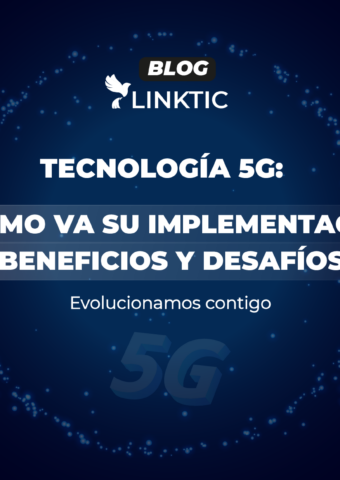 BLOG
LINKTIC
TECNOLOGÍA 5G:
MO VA SU IMPLEMENTAC
BENEFICIOS Y DESAFÍOS
Evolucionamos contigo
5G